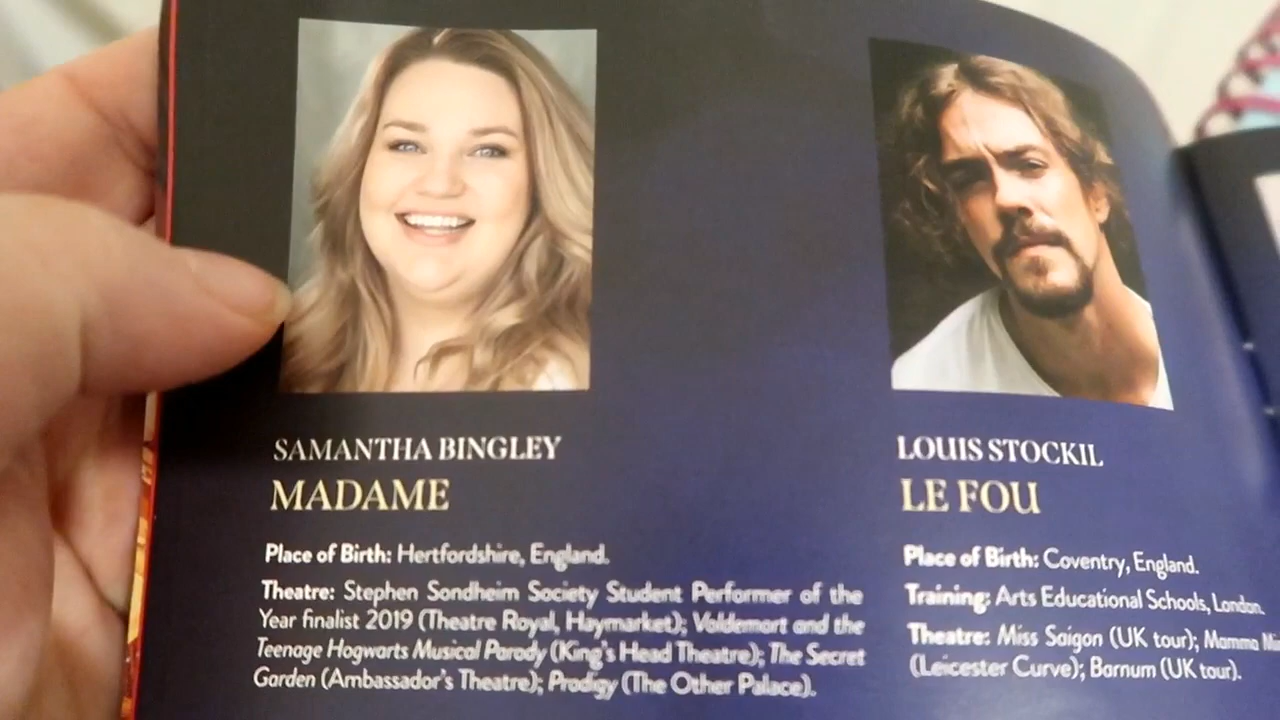 SAMANTHA BINGLEY
MADAME
Place of Birth: Hertfordshire, England.
Theatre: Stephen Sondheim Society Student Performer of the
Year finalist 2019 (Theatre Royal, Haymarket); Voldemort and the
Teenage Hogwarts Musical Parody (King's Head Theatre); The Secret
Garden (Ambassador's Theatre); Prodigy (The Other Palace).
LOUIS STOCKIL
LE FOU
Place of Birth: Coventry, England.
Training: Arts Educational Schools, London.
Theatre: Miss Saigon (UK tour); Mamma
(Leicester Curve); Barnum (UK tour).